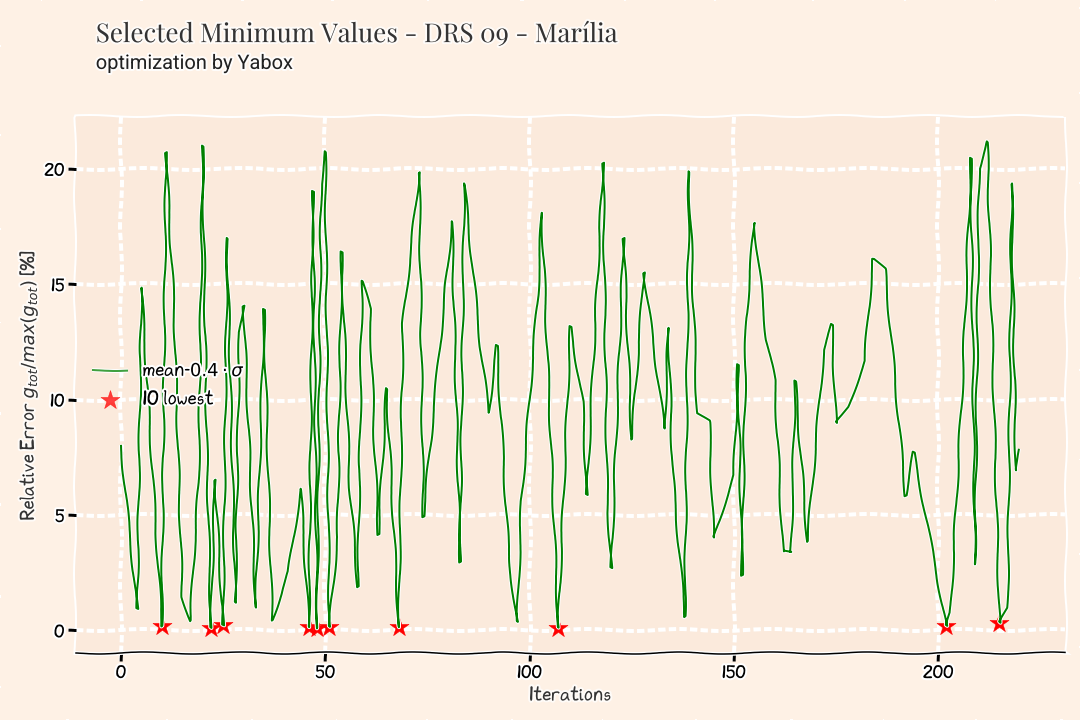 Selected Minimum Values - DRS 09 - Marília
optimization by Yabox
Relative Error g_tot/max(g_tot) [%]
20
15
10
5
0
mean-0.4 · σ
10 lowest
0 50 100 150 200
Iterations